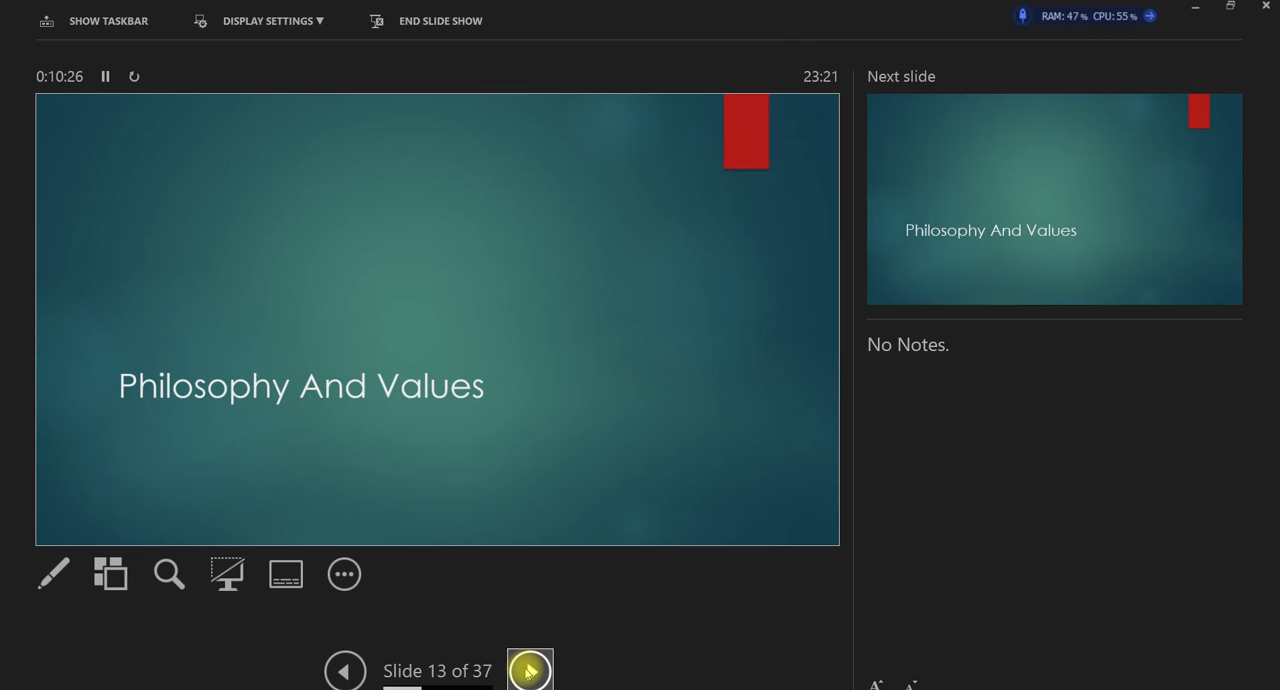 SHOW TASKBAR
DISPLAY SETTINGS ▼
END SLIDE SHOW
RAM: 47% CPU: 55%
0:10:26
23:21
Next slide
Philosophy And Values
Philosophy And Values
No Notes.
Slide 13 of 37
A A